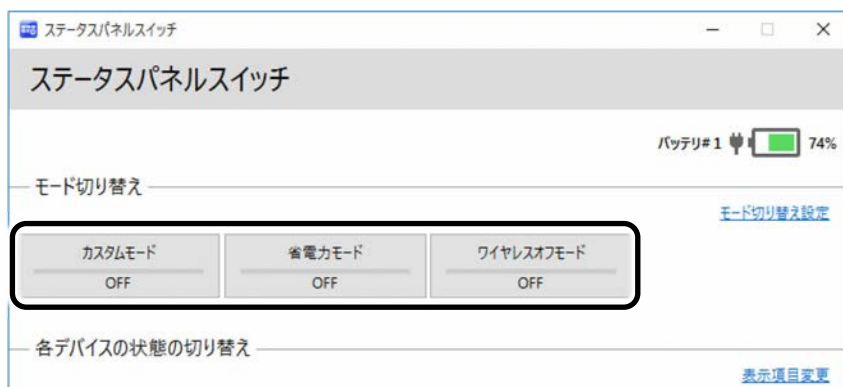 ステータスパネルスイッチ
ステータスパネルスイッチ
バッテリ#1 74%
モード切り替え
モード切り替え設定
カスタムモード 省電力モード ワイヤレスオフモード
OFF OFF OFF
各デバイスの状態の切り替え
表示項目変更